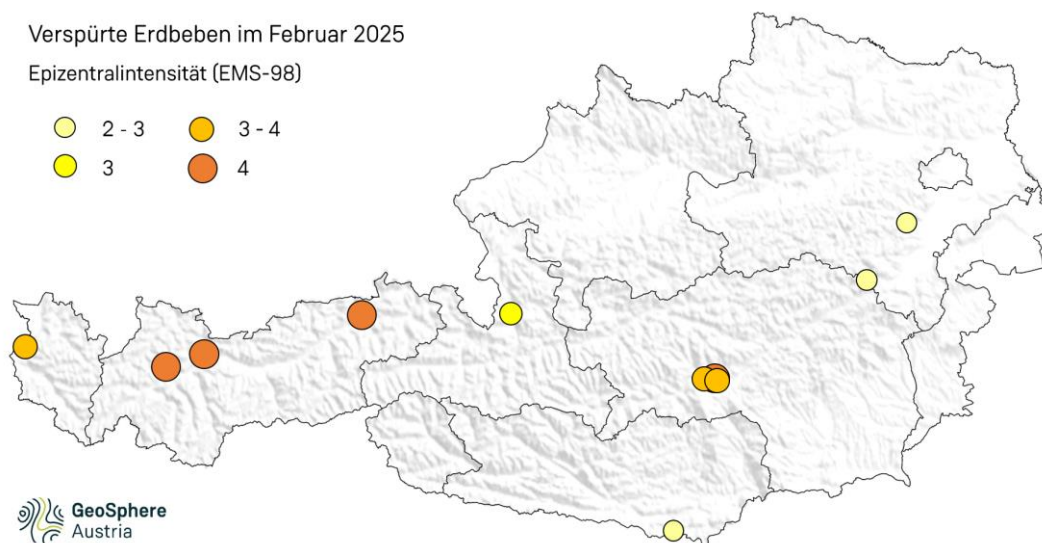 Verspürte Erdbeben im Februar 2025
Epizentralintensität (EMS-98)
2 - 3
3 - 4
3
4
GeoSphere
Austria